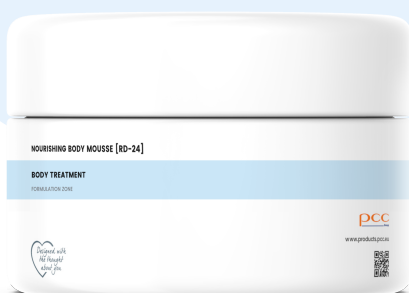 NOURISHING BODY MOUSSE [RD-24]
BODY TREATMENT
FORMULATION ZONE
pcc
www.products.pcc.eu
Designed with
the thought
about you